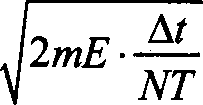 √(2mE · Δt/NT)